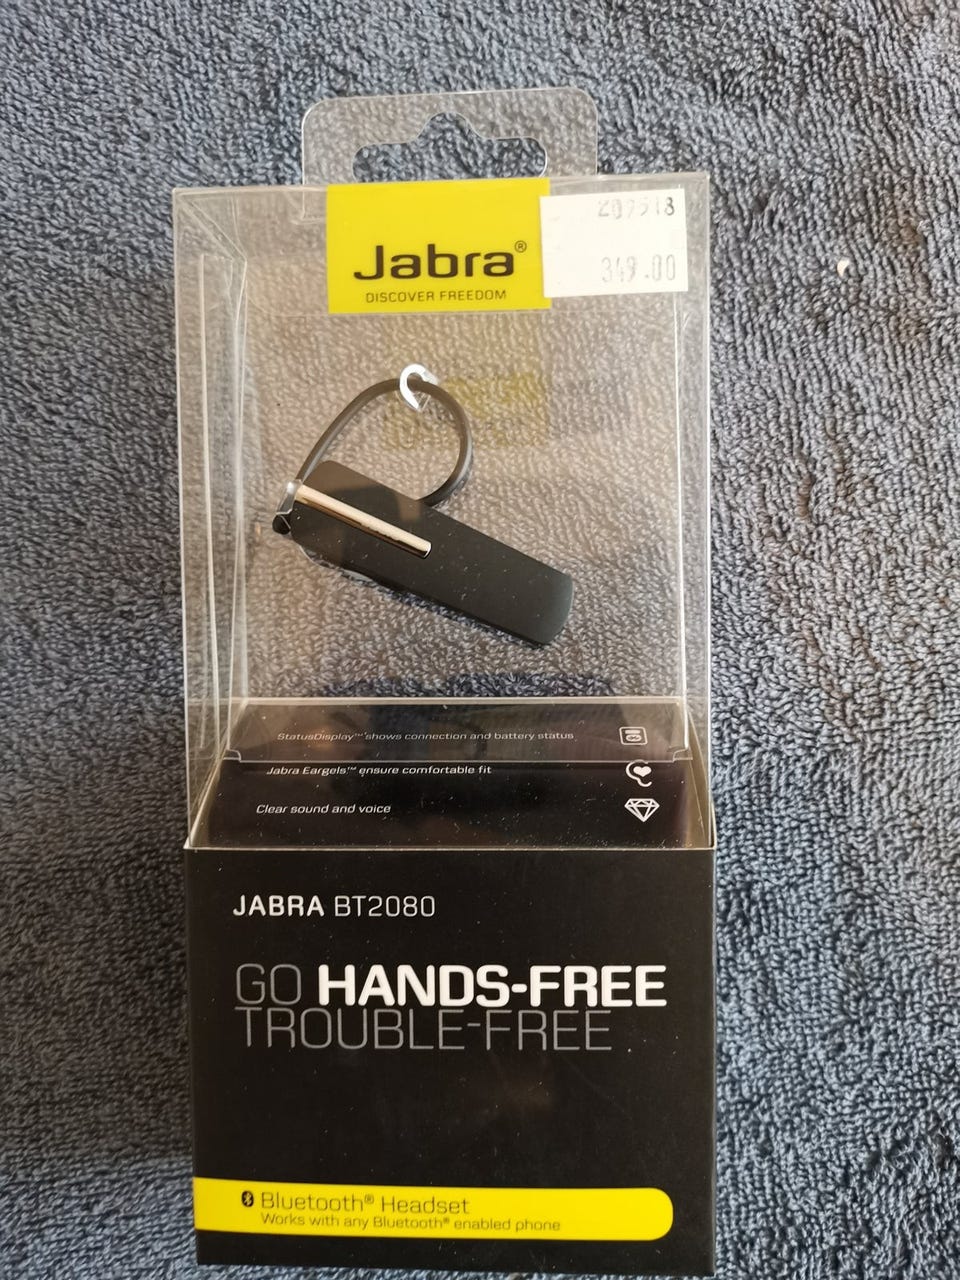 Jabra®
DISCOVER FREEDOM
349.00
StatusDisplay™ shows connection and battery status
Jabra Eargels™ ensure comfortable fit
Clear sound and voice
JABRA BT2080
GO HANDS-FREE
TROUBLE-FREE
Bluetooth® Headset
Works with any Bluetooth® enabled phone